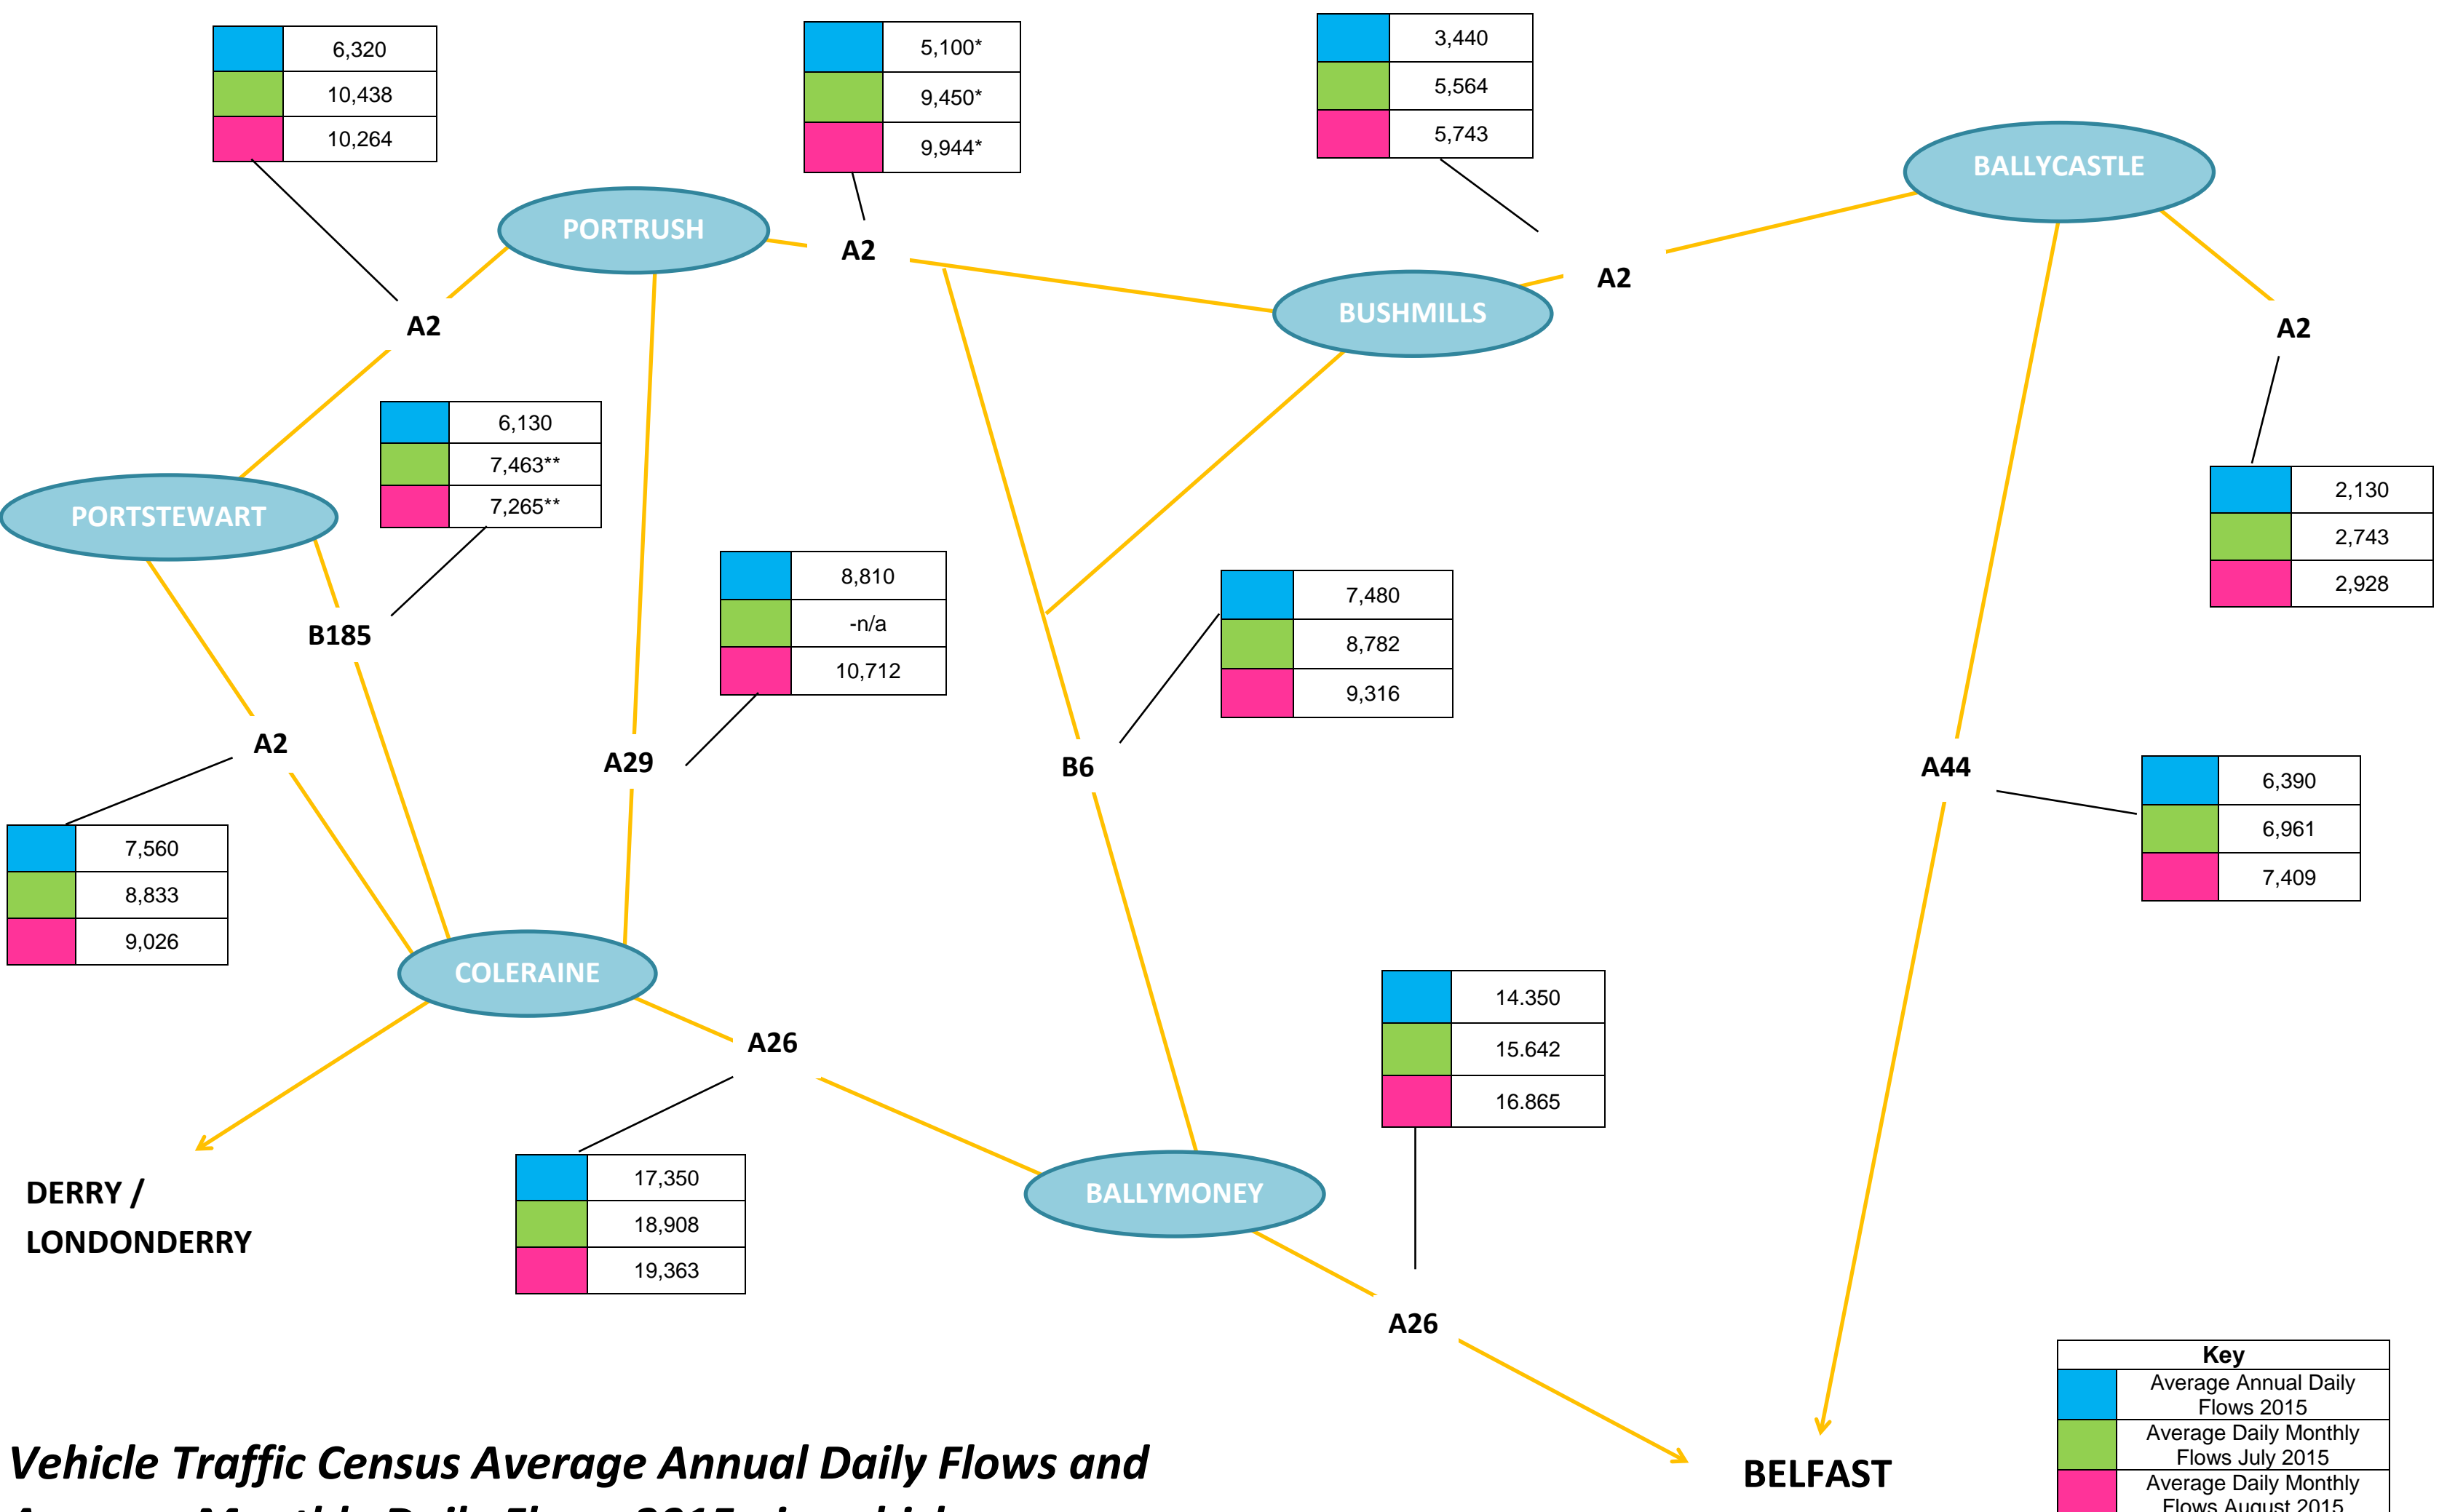 6,320
10,438
10,264
5,100*
9,450*
9,944*
3,440
5,564
5,743
BALLYCASTLE
PORTRUSH
A2
A2
BUSHMILLS
A2
A2
6,130
7,463**
7,265**
PORTSTEWART
2,130
2,743
2,928
8,810
-n/a
10,712
7,480
8,782
9,316
B185
A2
A29
B6
A44
6,390
6,961
7,409
7,560
8,833
9,026
COLERAINE
14.350
15.642
16.865
A26
17,350
18,908
19,363
DERRY /
LONDONDERRY
BALLYMONEY
A26
Key
Average Annual Daily
Flows 2015
Average Daily Monthly
Flows July 2015
Average Daily Monthly
Flows August 2015
BELFAST
Vehicle Traffic Census Average Annual Daily Flows and